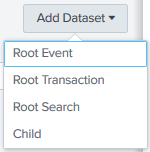 Add Dataset
Root Event
Root Transaction
Root Search
Child